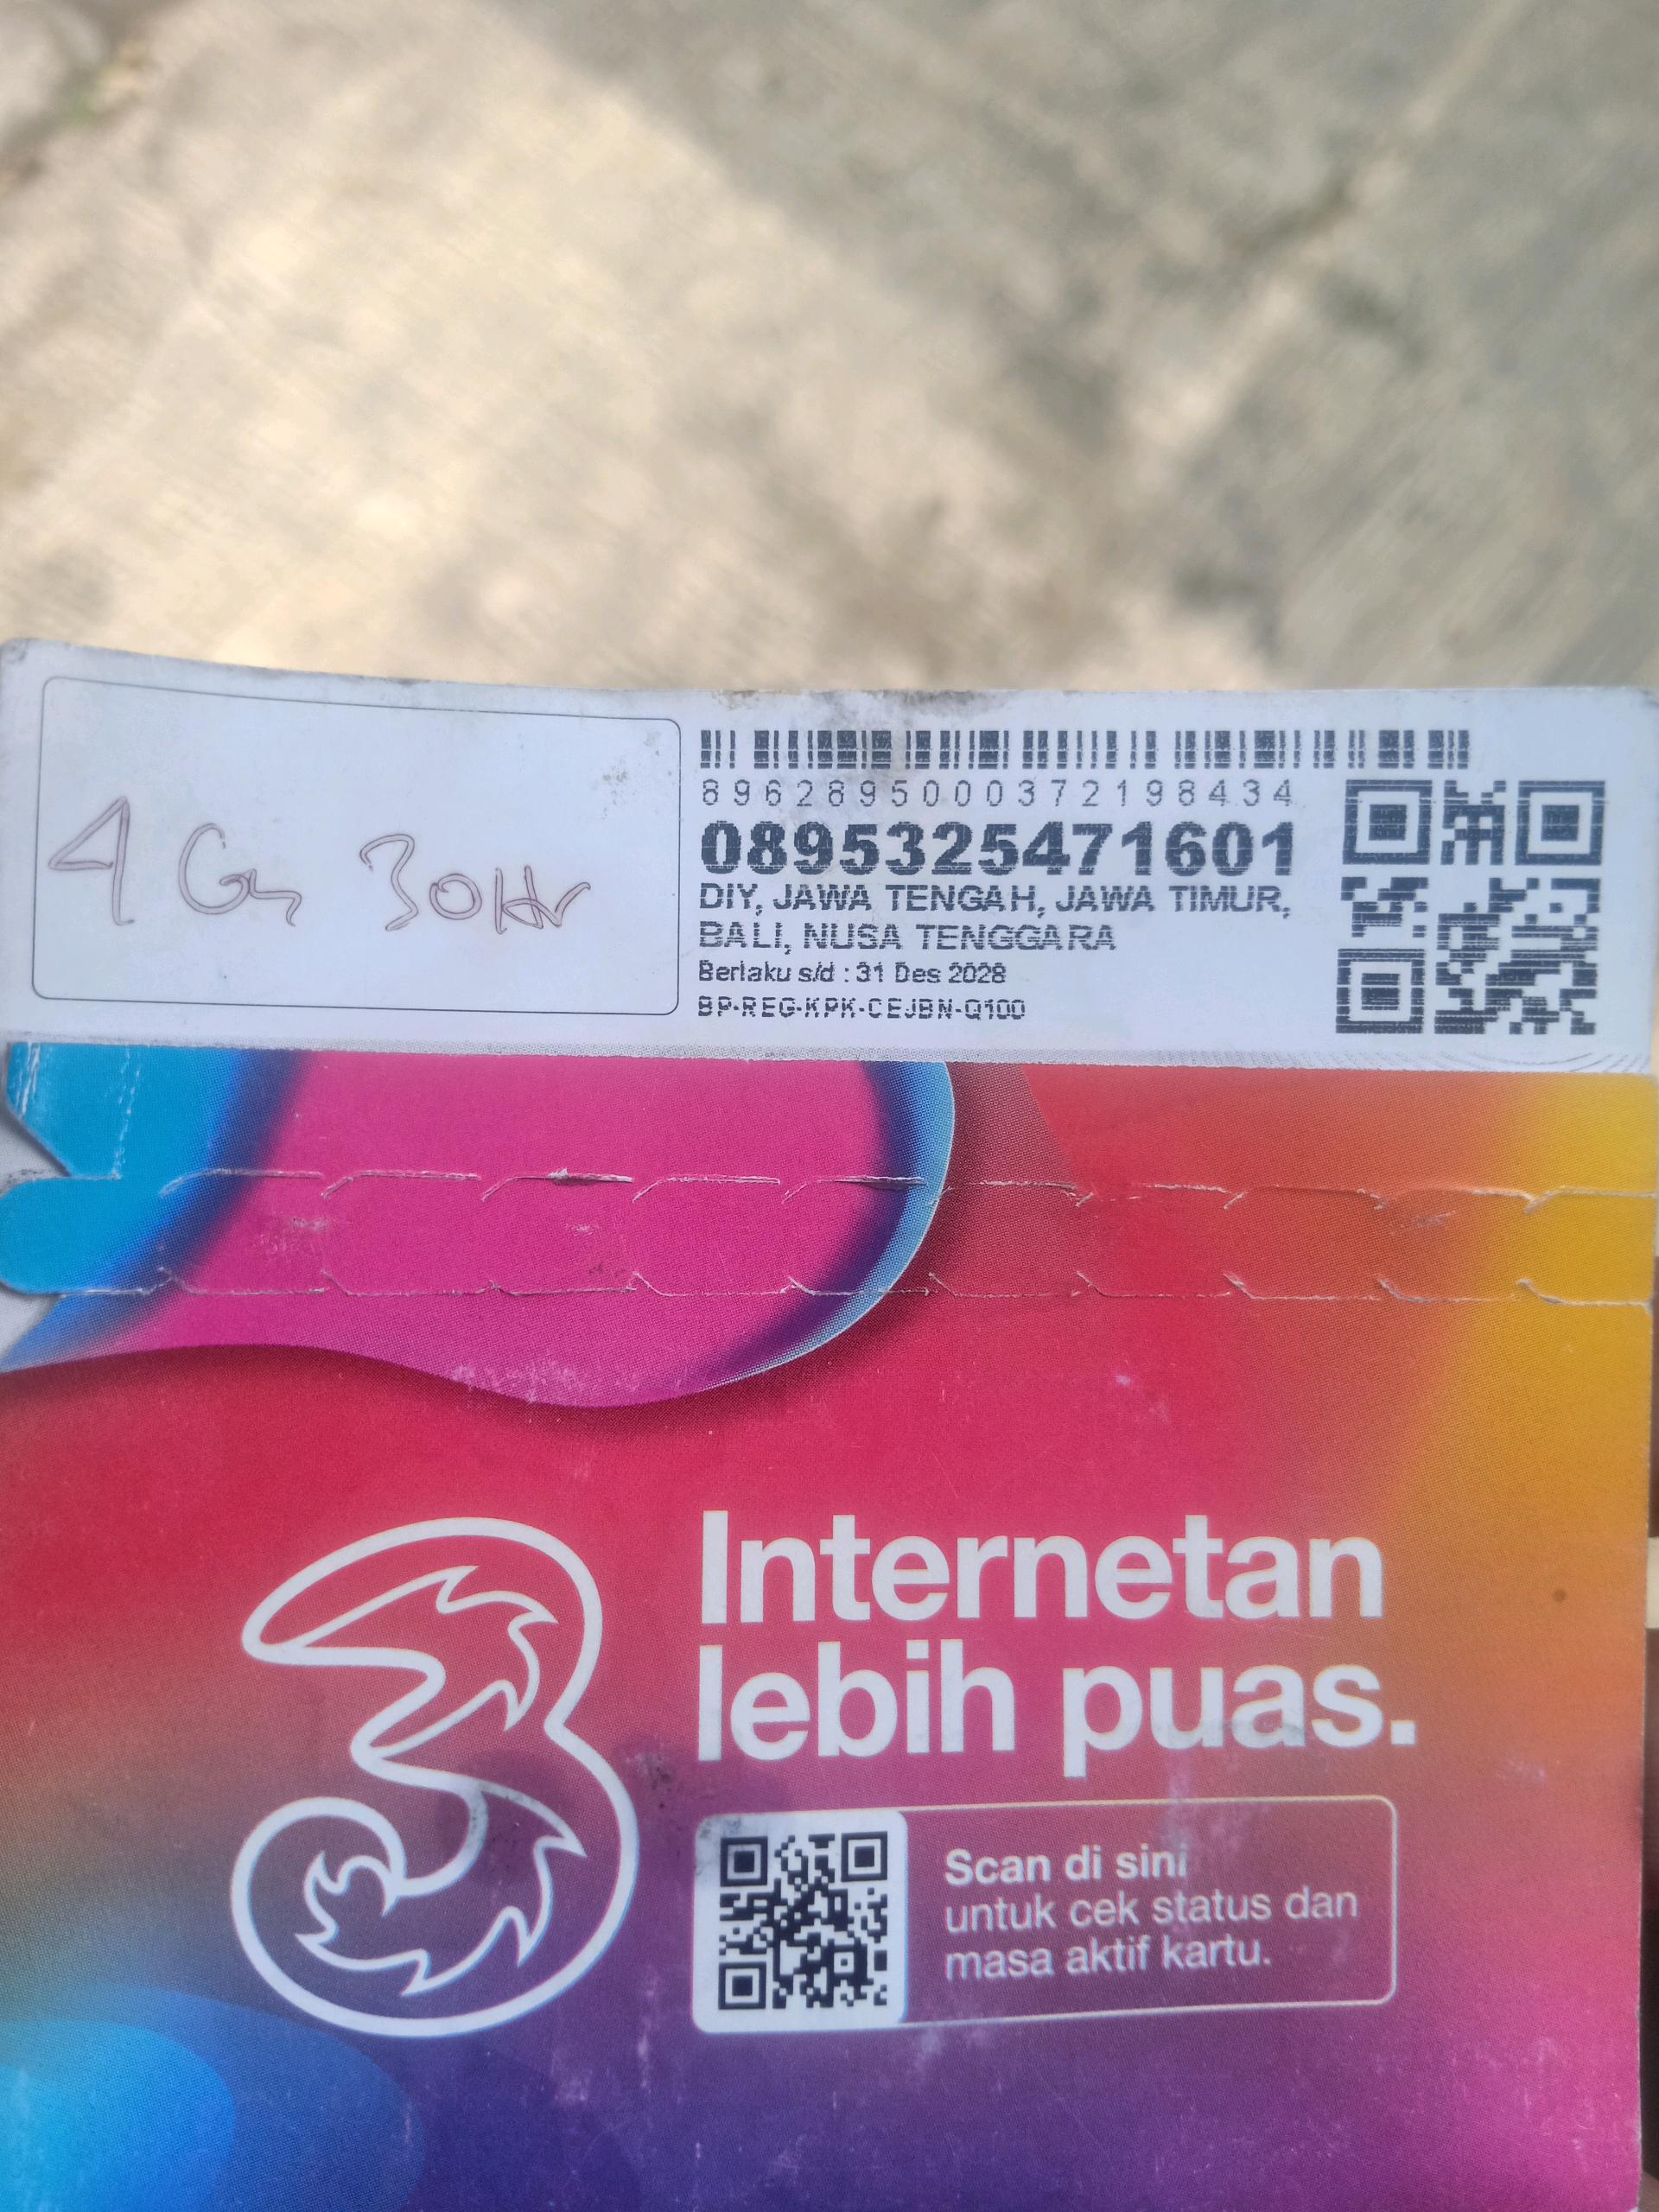 4 Gb 30Hr
8962895000372198434
0895325471601
DIY, JAWA TENGAH, JAWA TIMUR,
BALI, NUSA TENGGARA
Berlaku s/d : 31 Des 2028
BP-REG-KPK-CEJBN-Q100
3
Internetan
lebih puas.
Scan di sini
untuk cek status dan
masa aktif kartu.